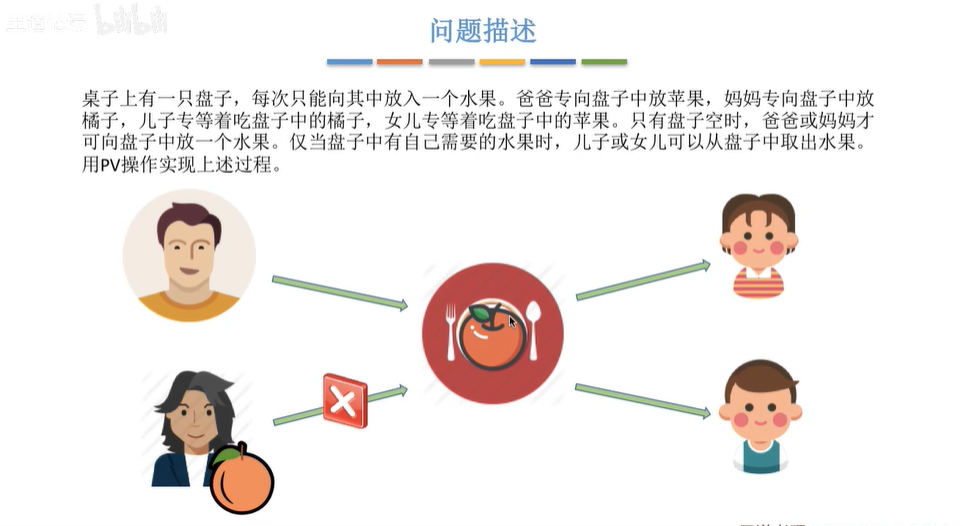 问题描述
桌子上有一只盘子，每次只能向其中放入一个水果。爸爸专向盘子中放苹果，妈妈专向盘子中放
橘子，儿子专等着吃盘子中的橘子，女儿专等着吃盘子中的苹果。只有盘子空时，爸爸或妈妈才
可向盘子中放一个水果。仅当盘子中有自己需要的水果时，儿子或女儿可以从盘子中取出水果。
用PV操作实现上述过程。